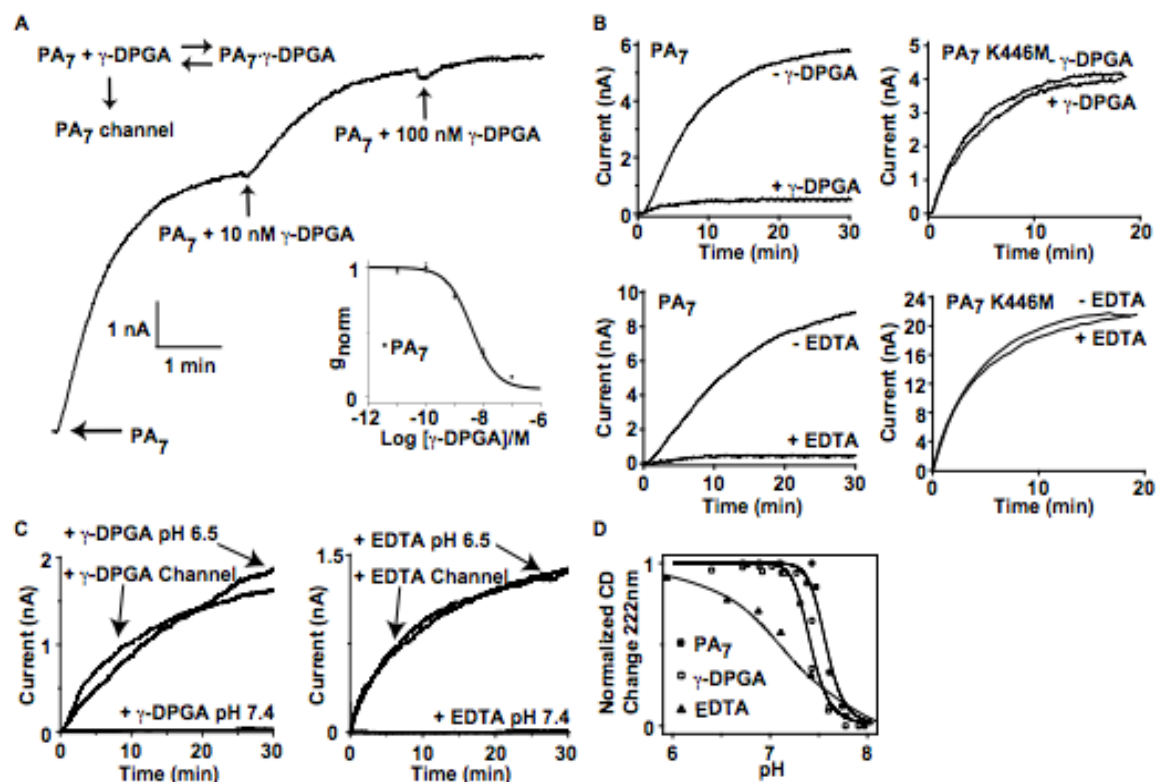 A
PA7 + γ-DPGA ⇌ PA7·γ-DPGA
PA7 channel
PA7 + 100 nM γ-DPGA
PA7 + 10 nM γ-DPGA
1 nA
1 min
PA7
gnorm
1
0
- PA7
-12 -10 -8 -6
Log [γ-DPGA]/M
B
Current (nA)
6
4
2
0
PA7
- γ-DPGA
+ γ-DPGA
0 10 20 30
Time (min)
Current (nA)
5
4
3
2
1
0
PA7 K446M
- γ-DPGA
+ γ-DPGA
0 10 20
Time (min)
Current (nA)
10
8
6
4
2
0
PA7
- EDTA
+ EDTA
0 10 20 30
Time (min)
Current (nA)
24
20
16
12
8
4
0
PA7 K446M
- EDTA
+ EDTA
0 5 10 15 20
Time (min)
C
Current (nA)
2
1
0
+ γ-DPGA pH 6.5
+ γ-DPGA Channel
+ γ-DPGA pH 7.4
0 10 20 30
Time (min)
Current (nA)
1.5
0
+ EDTA pH 6.5
+ EDTA Channel
+ EDTA pH 7.4
0 10 20 30
Time (min)
D
Normalized CD
Change 222nm
1
0
PA7
γ-DPGA
EDTA
6 7 8
pH